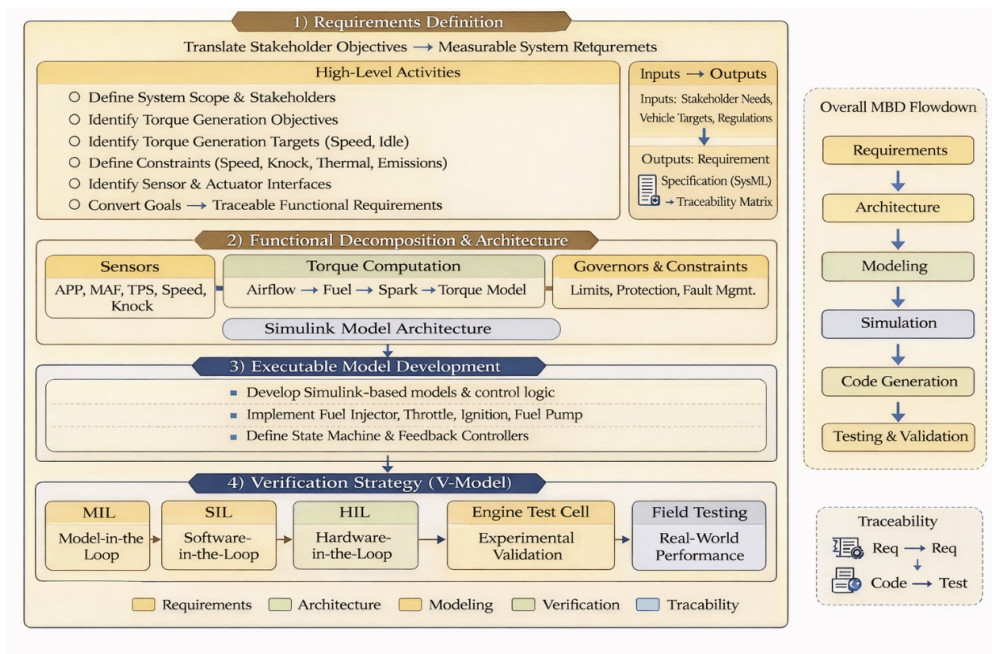 1) Requirements Definition
Translate Stakeholder Objectives → Measurable System Retquremets
High-Level Activities
Define System Scope & Stakeholders
Identify Torque Generation Objectives
Identify Torque Generation Targets (Speed, Idle)
Define Constraints (Speed, Knock, Thermal, Emissions)
Identify Sensor & Actuator Interfaces
Convert Goals → Traceable Functional Requirements
Inputs → Outputs
Inputs: Stakeholder Needs,
Vehicle Targets, Regulations
Outputs: Requirement
Specification (SysML)
→ Traceability Matrix
2) Functional Decomposition & Architecture
Sensors
APP, MAF, TPS, Speed,
Knock
Torque Computation
Airflow → Fuel → Spark → Torque Model
Governors & Constraints
Limits, Protection, Fault Mgmt.
Simulink Model Architecture
3) Executable Model Development
Develop Simulink-based models & control logic
Implement Fuel Injector, Throttle, Ignition, Fuel Pump
Define State Machine & Feedback Controllers
4) Verification Strategy (V-Model)
MIL
Model-in-the
Loop
SIL
Software-
in-the-Loop
HIL
Hardware-
in-the-Loop
Engine Test Cell
Experimental
Validation
Field Testing
Real-World
Performance
Requirements
Architecture
Modeling
Verification
Tracability
Overall MBD Flowdown
Requirements
Architecture
Modeling
Simulation
Code Generation
Testing & Validation
Traceability
Req → Req
Code → Test